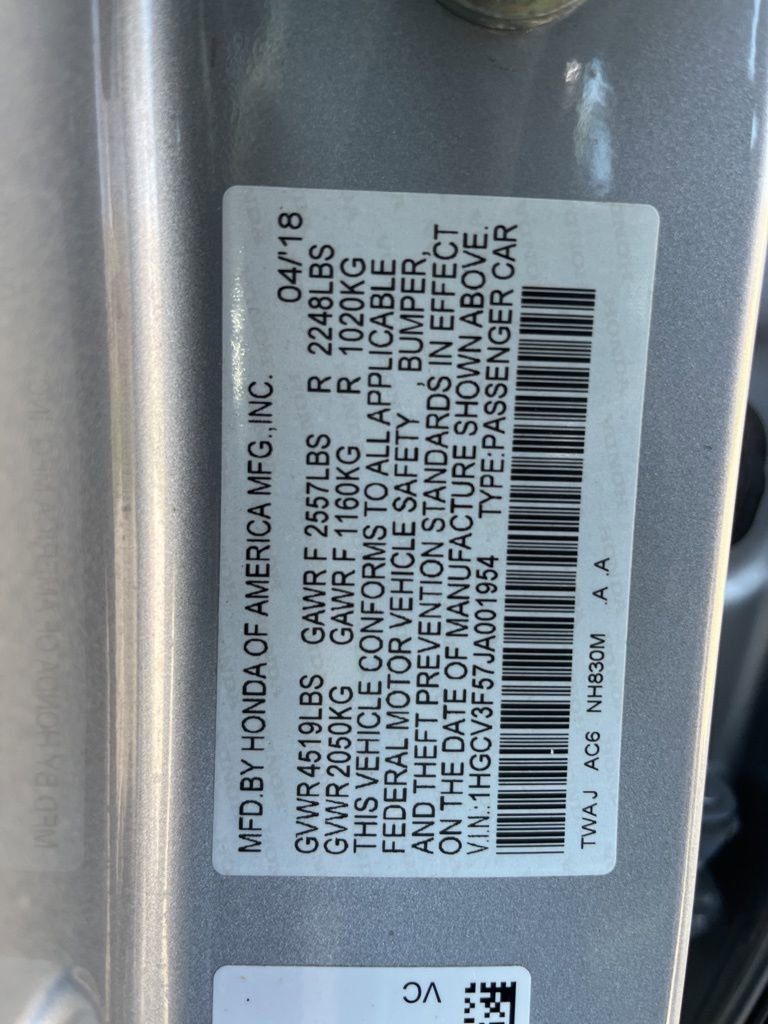 MFD.BY HONDA OF AMERICA MFG.,INC.
04/'18
GVWR 4519LBS GAWR F 2557LBS R 2248LBS
GVWR 2050KG GAWR F 1160KG R 1020KG
THIS VEHICLE CONFORMS TO ALL APPLICABLE
FEDERAL MOTOR VEHICLE SAFETY , BUMPER,
AND THEFT PREVENTION STANDARDS IN EFFECT
ON THE DATE OF MANUFACTURE SHOWN ABOVE.
V.I.N.:1HGCV3F57JA001954 TYPE:PASSENGER CAR
TWAJ AC6 NH830M .A .A
VC